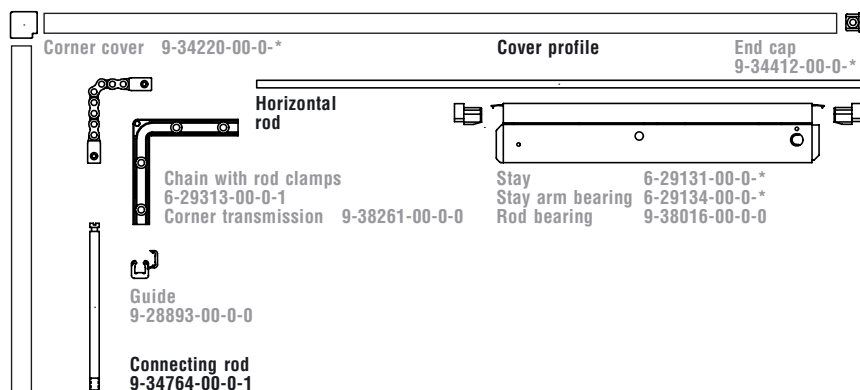 Corner cover 9-34220-00-0-*
Cover profile
End cap
9-34412-00-0-*
Horizontal
rod
Chain with rod clamps
6-29313-00-0-1
Corner transmission 9-38261-00-0-0
Stay 6-29131-00-0-*
Stay arm bearing 6-29134-00-0-*
Rod bearing 9-38016-00-0-0
Guide
9-28893-00-0-0
Connecting rod
9-34764-00-0-1